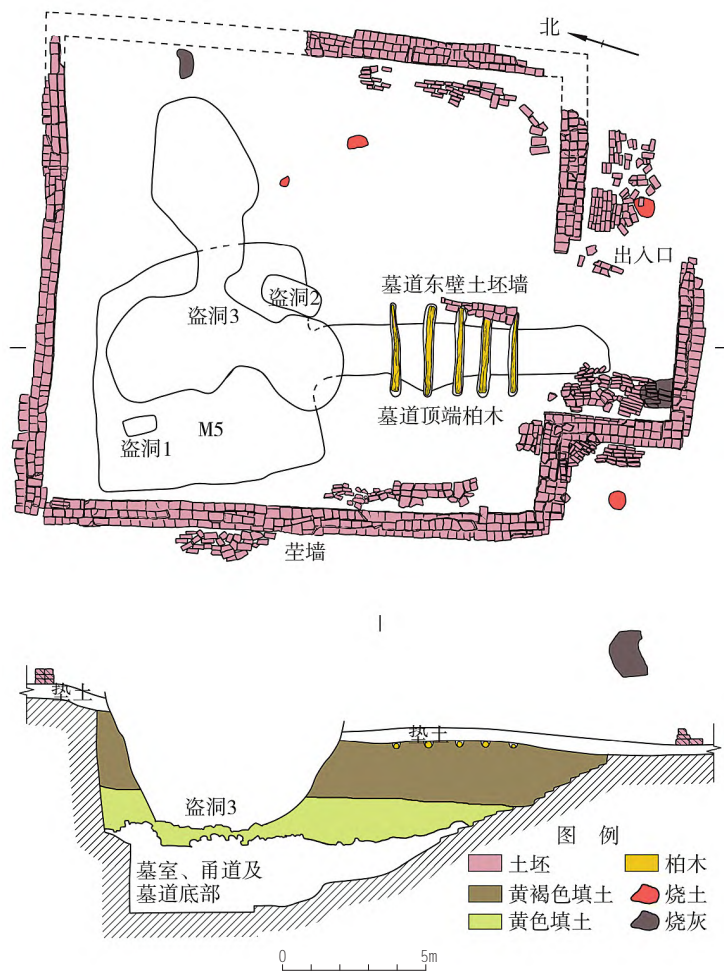 北
出入口
墓道东壁土坯墙
盗洞2
盗洞3
墓道顶端柏木
盗洞1
M5
茔墙
垫土
垫土
盗洞3
墓室、甬道及
墓道底部
图 例
土坯
柏木
黄褐色填土
烧土
黄色填土
烧灰
0 5m